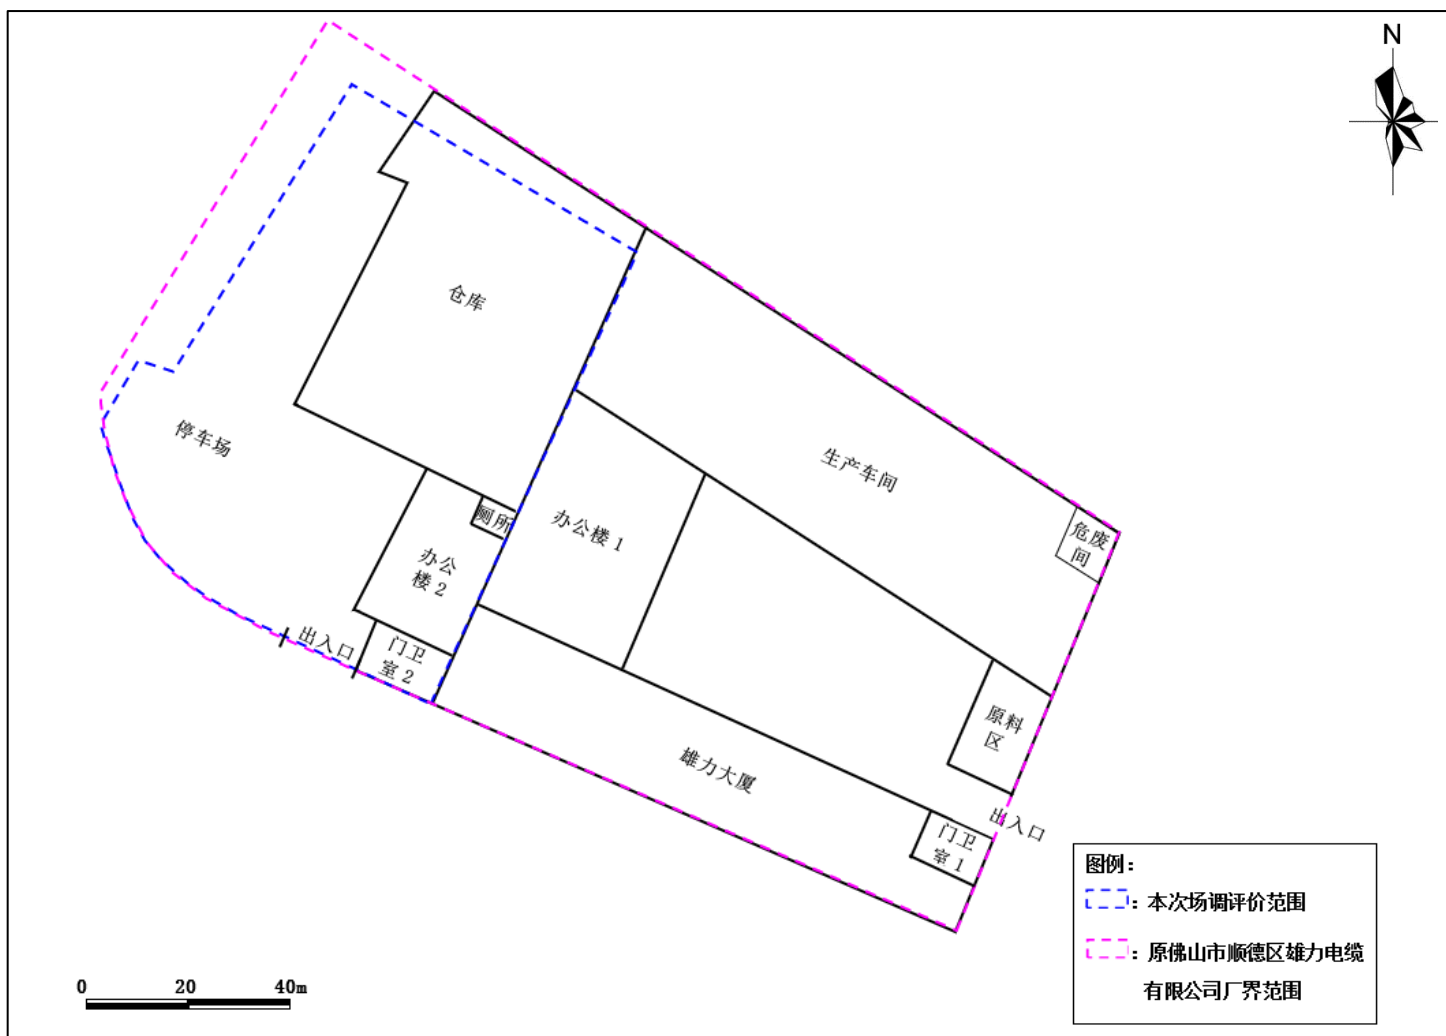 N
仓库
停车场
生产车间
厕所
办公楼 1
危废
间
办公
楼 2
出入口
门卫
室 2
原料
区
雄力大厦
出入口
门卫
室 1
图例：
：本次场调评价范围
：原佛山市顺德区雄力电缆
有限公司厂界范围
0 20 40m